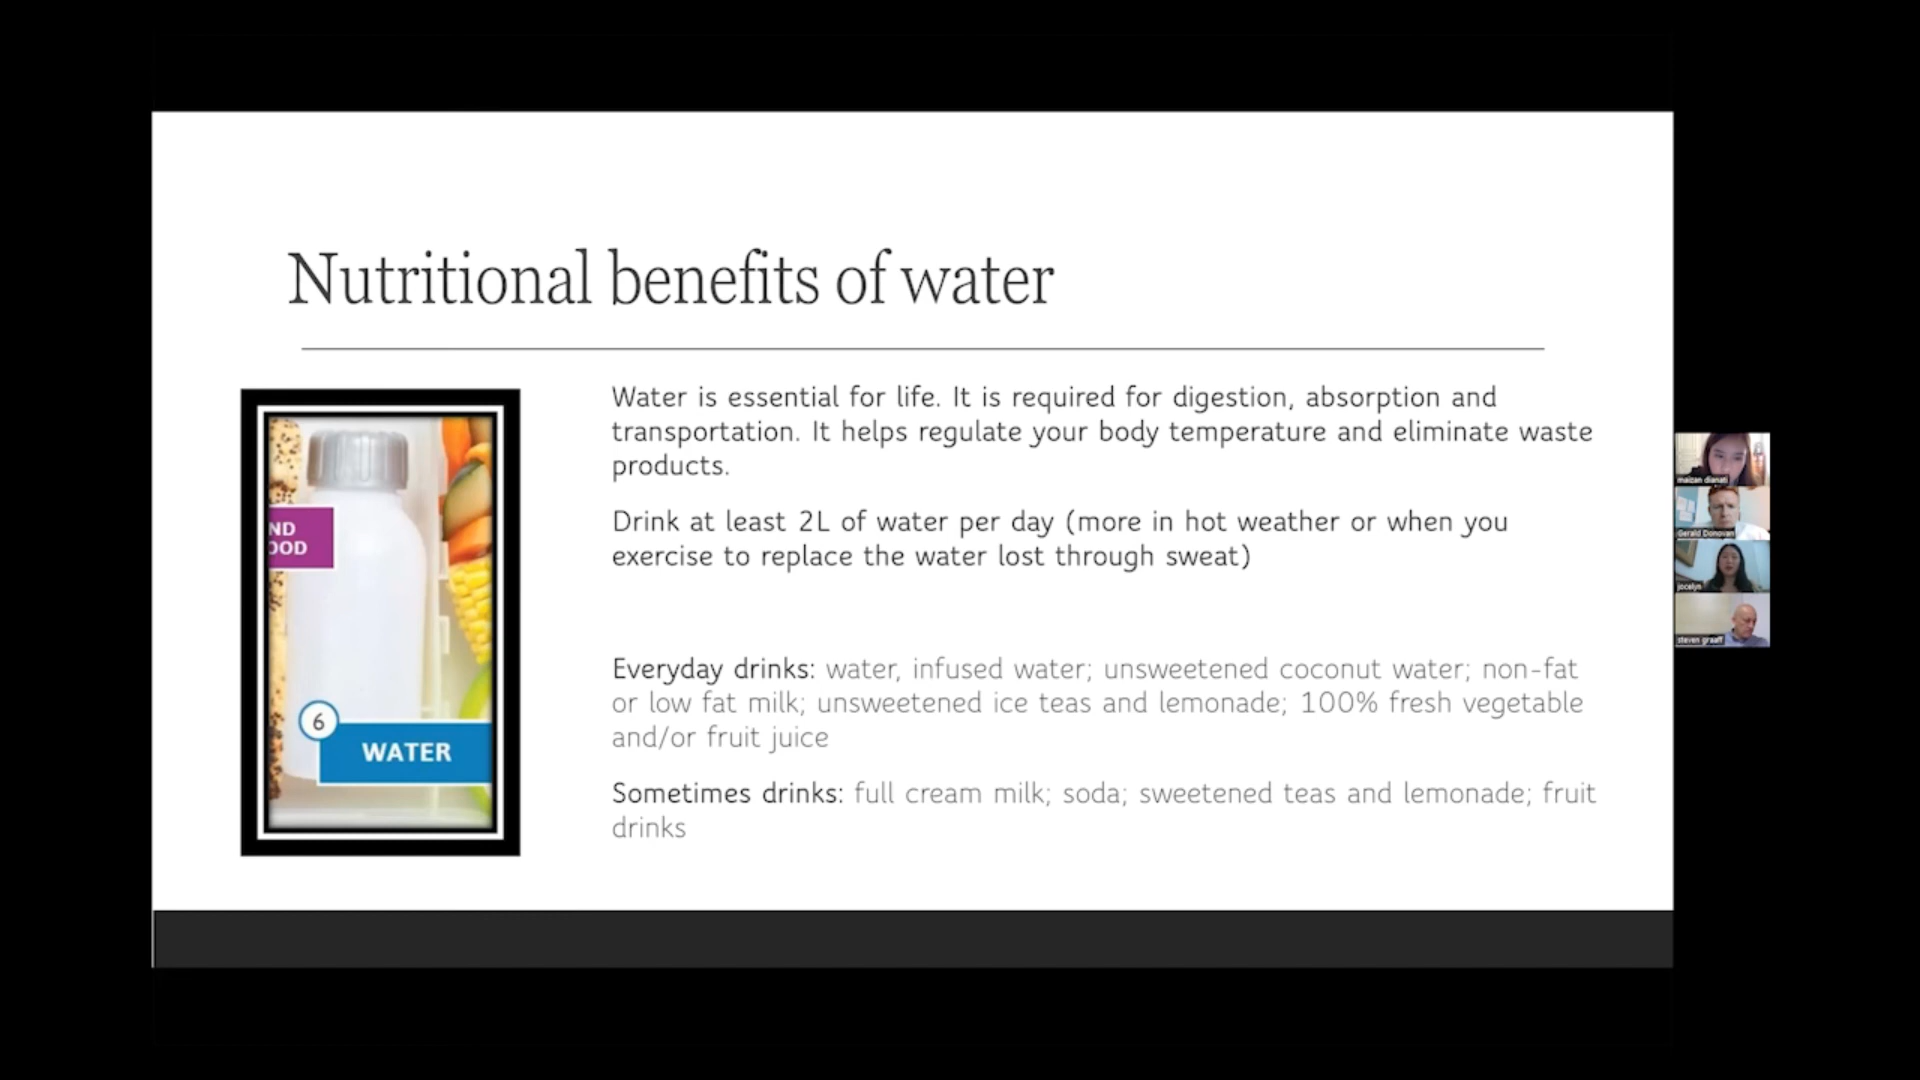 Nutritional benefits of water
Water is essential for life. It is required for digestion, absorption and
transportation. It helps regulate your body temperature and eliminate waste
products.
Drink at least 2L of water per day (more in hot weather or when you
exercise to replace the water lost through sweat)
Everyday drinks: water, infused water; unsweetened coconut water; non-fat
or low fat milk; unsweetened ice teas and lemonade; 100% fresh vegetable
and/or fruit juice
Sometimes drinks: full cream milk; soda; sweetened teas and lemonade; fruit
drinks
ND
OOD
6
WATER
maizan dianati
Gerald Donovan
jocelyn
steven graaff